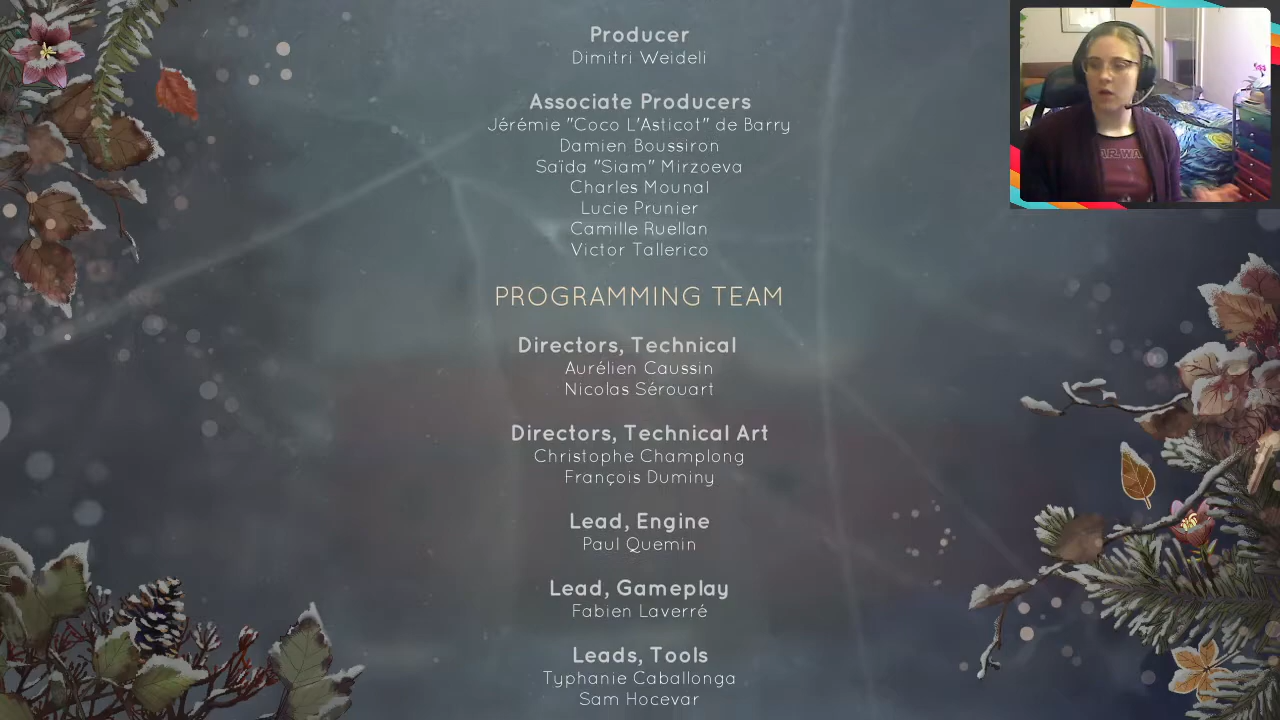 Producer
Dimitri Weideli
Associate Producers
Jérémie "Coco L'Asticot" de Barry
Damien Boussiron
Saïda "Siam" Mirzoeva
Charles Mounal
Lucie Prunier
Camille Ruellan
Victor Tallerico
PROGRAMMING TEAM
Directors, Technical
Aurélien Caussin
Nicolas Sérouart
Directors, Technical Art
Christophe Champlong
François Duminy
Lead, Engine
Paul Quemin
Lead, Gameplay
Fabien Laverré
Leads, Tools
Typhanie Caballonga
Sam Hocevar